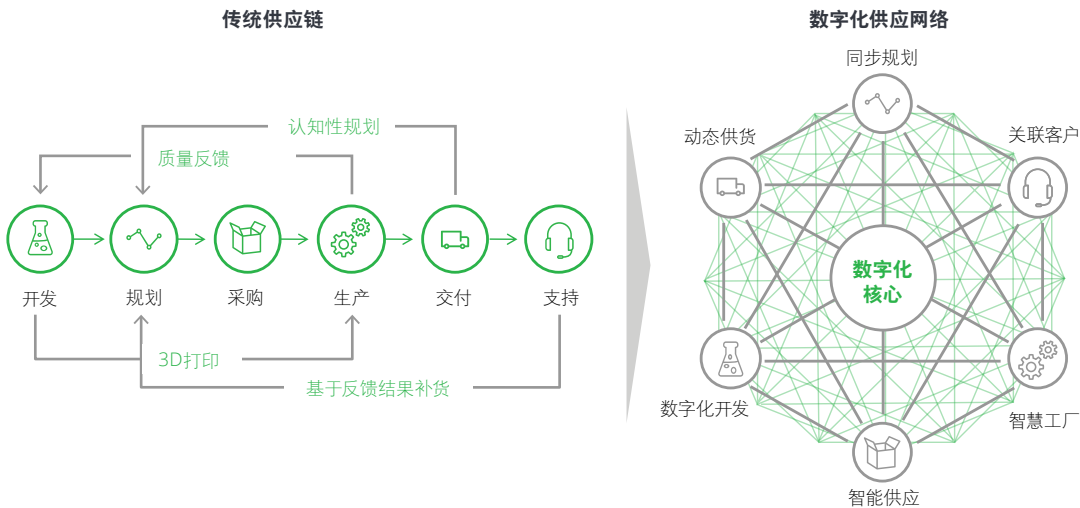 传统供应链
认知性规划
质量反馈
开发
规划
采购
生产
交付
支持
3D打印
基于反馈结果补货
数字化供应网络
同步规划
动态供货
关联客户
数字化
核心
数字化开发
智慧工厂
智能供应